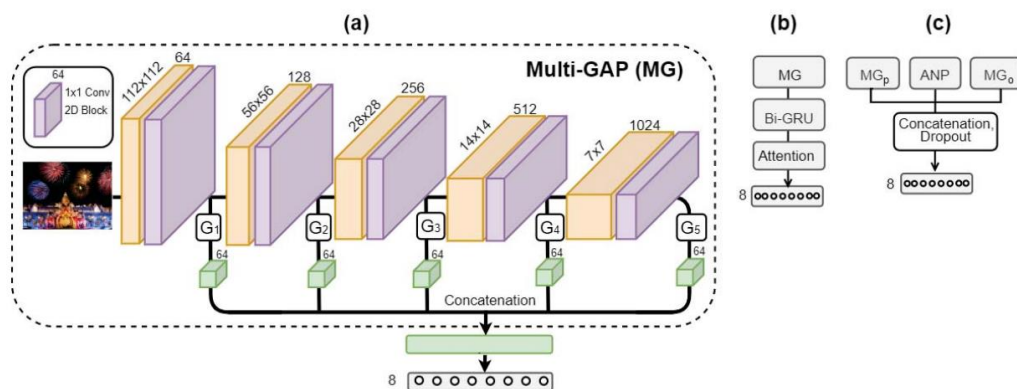 (a)
64
1x1 Conv
2D Block
Multi-GAP (MG)
112x112
64
56x56
128
28x28
256
14x14
512
7x7
1024
G1
G2
G3
G4
G5
64
64
64
64
64
Concatenation
8
(b)
MG
Bi-GRU
Attention
8
(c)
MGp
ANP
MGo
Concatenation,
Dropout
8